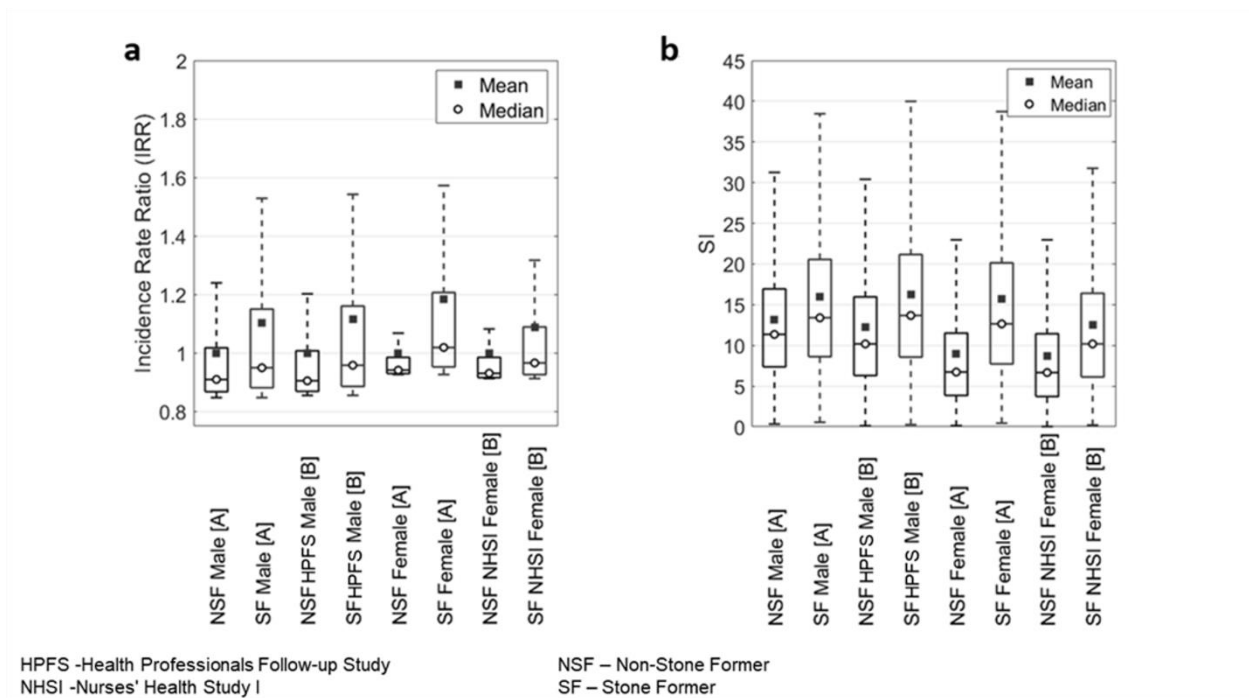 a
2
1.8
1.6
1.4
1.2
1
0.8
Incidence Rate Ratio (IRR)
Mean
Median
NSF Male [A]
SF Male [A]
NSF HPFS Male [B]
SFHPFS Male [B]
NSF Female [A]
SF Female [A]
NSF NHSI Female [B]
SF NHSI Female [B]
b
45
40
35
30
25
20
15
10
5
0
SI
Mean
Median
NSF Male [A]
SF Male [A]
NSF HPFS Male [B]
SFHPFS Male [B]
NSF Female [A]
SF Female [A]
NSF NHSI Female [B]
SF NHSI Female [B]
HPFS -Health Professionals Follow-up Study
NHSI -Nurses' Health Study I
NSF – Non-Stone Former
SF – Stone Former